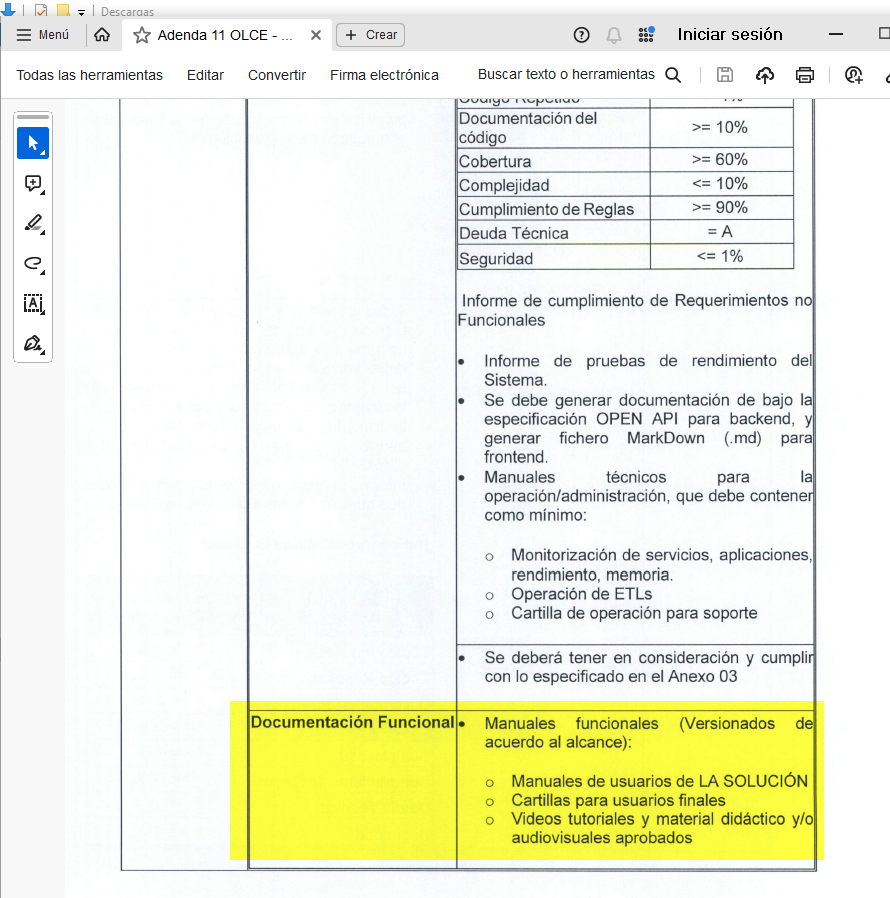 Descargas
Menú
Adenda 11 OLCE - ...
Crear
Iniciar sesión
Todas las herramientas
Editar
Convertir
Firma electrónica
Buscar texto o herramientas
Código Repetido
Documentación del
código
>= 10%
Cobertura >= 60%
Complejidad <= 10%
Cumplimiento de Reglas >= 90%
Deuda Técnica = A
Seguridad <= 1%
Informe de cumplimiento de Requerimientos no
Funcionales
• Informe de pruebas de rendimiento del
Sistema.
• Se debe generar documentación de bajo la
especificación OPEN API para backend, y
generar fichero MarkDown (.md) para
frontend.
• Manuales técnicos para la
operación/administración, que debe contener
como mínimo:
o Monitorización de servicios, aplicaciones,
rendimiento, memoria.
o Operación de ETLs
o Cartilla de operación para soporte
• Se deberá tener en consideración y cumplir
con lo especificado en el Anexo 03
Documentación Funcional
• Manuales funcionales (Versionados de
acuerdo al alcance):
o Manuales de usuarios de LA SOLUCIÓN
o Cartillas para usuarios finales
o Videos tutoriales y material didáctico y/o
audiovisuales aprobados